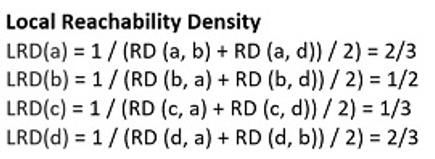 Local Reachability Density
LRD(a) = 1 / (RD (a, b) + RD (a, d)) / 2) = 2/3
LRD(b) = 1 / (RD (b, a) + RD (b, d)) / 2) = 1/2
LRD(c) = 1 / (RD (c, a) + RD (c, d)) / 2) = 1/3
LRD(d) = 1 / (RD (d, a) + RD (d, b)) / 2) = 2/3